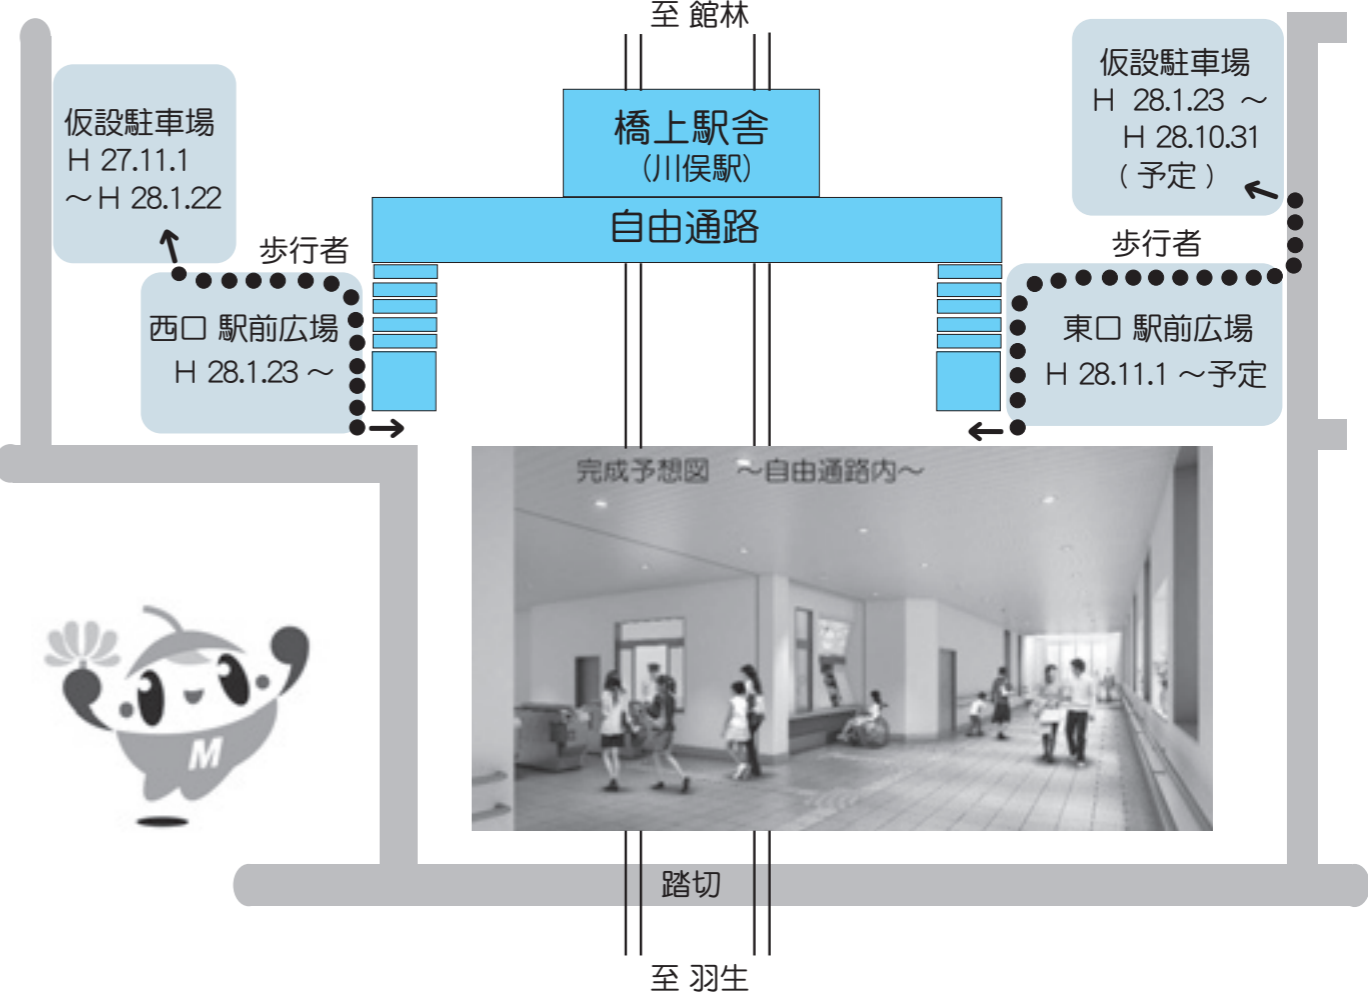 至 館林
仮設駐車場
H 27.11.1
～H 28.1.22
橋上駅舎
(川俣駅)
自由通路
仮設駐車場
H 28.1.23 ～
H 28.10.31
( 予定 )
歩行者
歩行者
西口 駅前広場
H 28.1.23 ～
東口 駅前広場
H 28.11.1 ～予定
完成予想図　～自由通路内～
M
踏切
至 羽生